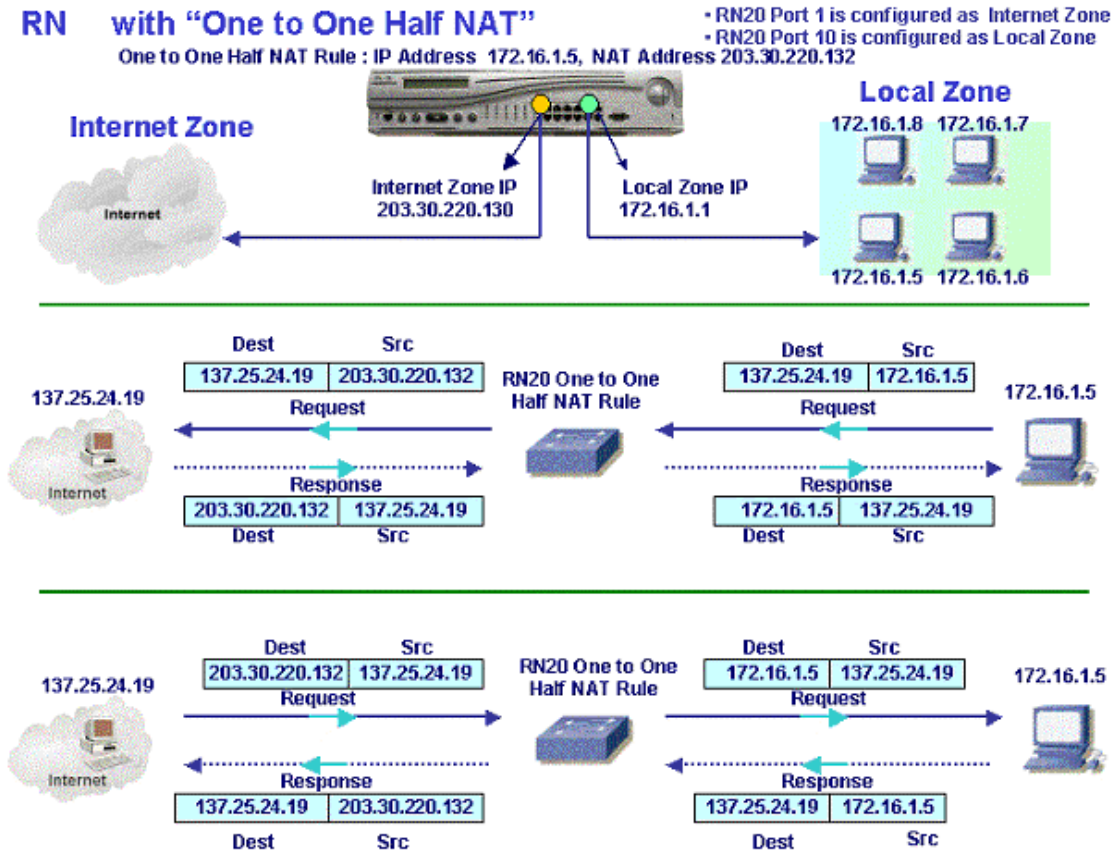 RN with “One to One Half NAT”
• RN20 Port 1 is configured as Internet Zone
• RN20 Port 10 is configured as Local Zone
One to One Half NAT Rule : IP Address 172.16.1.5, NAT Address 203.30.220.132
Internet Zone
Local Zone
172.16.1.8 172.16.1.7
Internet
Internet Zone IP
203.30.220.130
Local Zone IP
172.16.1.1
172.16.1.5 172.16.1.6
Dest Src
137.25.24.19 203.30.220.132
Request
Response
203.30.220.132 137.25.24.19
Dest Src
137.25.24.19
Internet
RN20 One to One
Half NAT Rule
Dest Src
137.25.24.19 172.16.1.5
Request
Response
172.16.1.5 137.25.24.19
Dest Src
172.16.1.5
Dest Src
203.30.220.132 137.25.24.19
Request
Response
137.25.24.19 203.30.220.132
Dest Src
137.25.24.19
Internet
RN20 One to One
Half NAT Rule
Dest Src
172.16.1.5 137.25.24.19
Request
Response
137.25.24.19 172.16.1.5
Dest Src
172.16.1.5